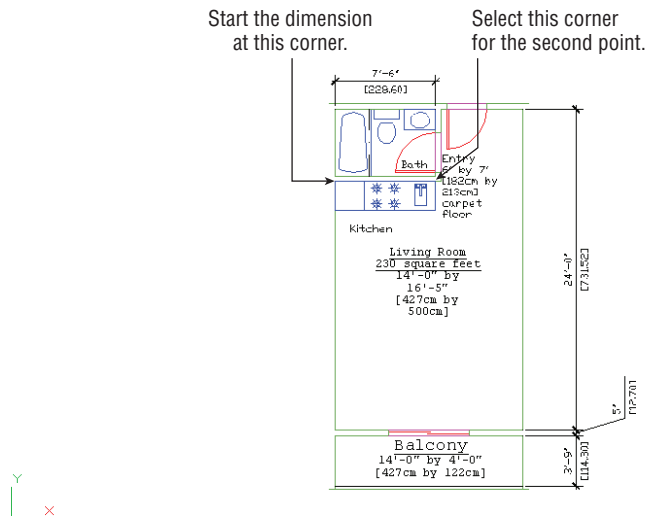 Start the dimension
at this corner.
Select this corner
for the second point.
7'-6"
[228.60]
Bath
Entry
6' by 7'
[182cm by
213cm]
carpet
floor
Kitchen
Living Room
230 square feet
14'-0" by
16'-5"
[427cm by
500cm]
24'-0"
[731.52]
5"
[12.70]
Balcony
14'-0" by 4'-0"
[427cm by 122cm]
3'-9"
[114.30]
Y
X